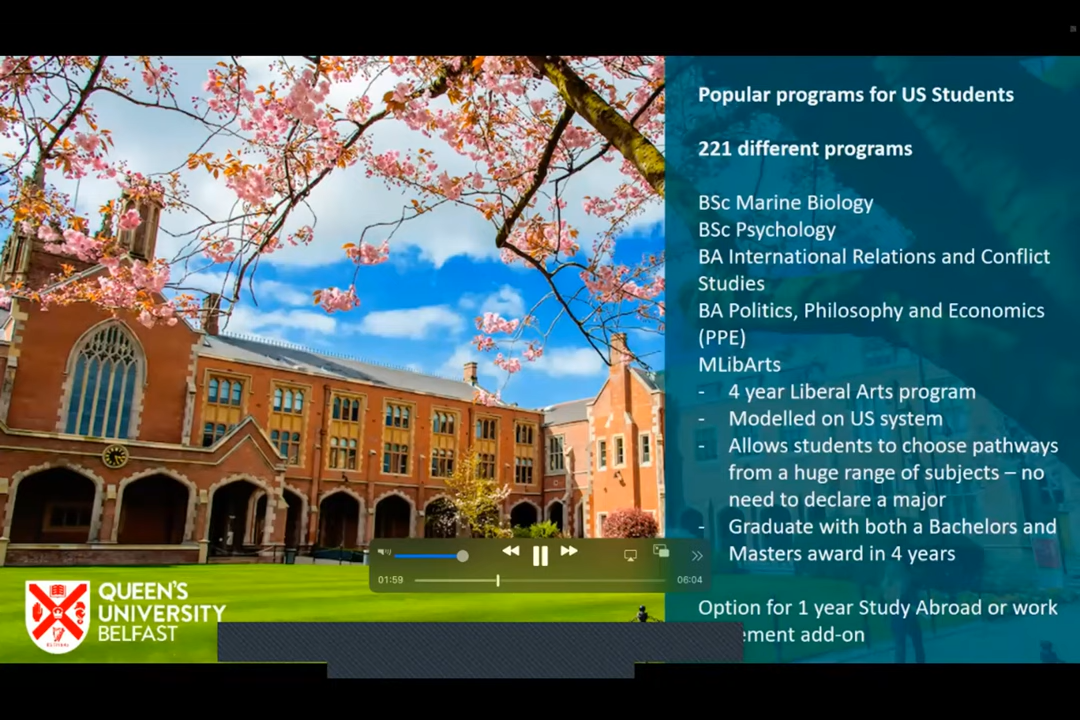 Popular programs for US Students
221 different programs
BSc Marine Biology
BSc Psychology
BA International Relations and Conflict
Studies
BA Politics, Philosophy and Economics
(PPE)
MLibArts
- 4 year Liberal Arts program
- Modelled on US system
- Allows students to choose pathways
from a huge range of subjects – no
need to declare a major
- Graduate with both a Bachelors and
Masters award in 4 years
Option for 1 year Study Abroad or work
add-on
QUEEN'S
UNIVERSITY
BELFAST
01:59
06:04